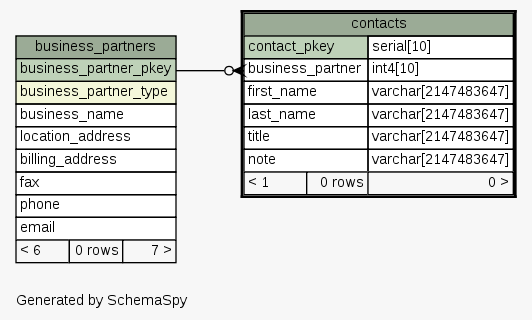 business_partners
business_partner_pkey
business_partner_type
business_name
location_address
billing_address
fax
phone
email
< 6 0 rows 7 >
contacts
contact_pkey serial[10]
business_partner int4[10]
first_name varchar[2147483647]
last_name varchar[2147483647]
title varchar[2147483647]
note varchar[2147483647]
< 1 0 rows 0 >
Generated by SchemaSpy